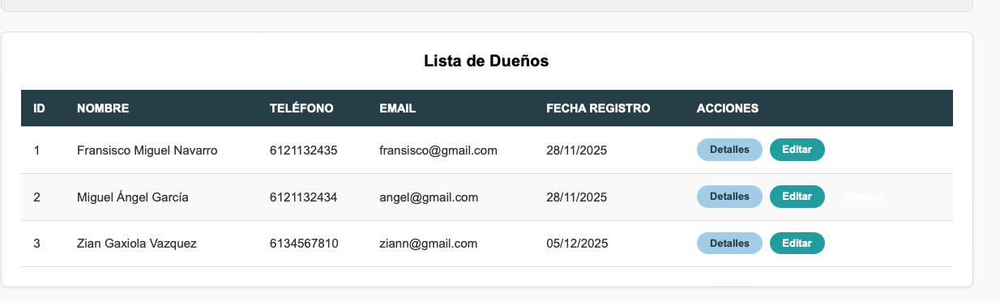 Lista de Dueños
ID NOMBRE TELÉFONO EMAIL FECHA REGISTRO ACCIONES
1 Fransisco Miguel Navarro 6121132435 fransisco@gmail.com 28/11/2025 Detalles Editar
2 Miguel Ángel García 6121132434 angel@gmail.com 28/11/2025 Detalles Editar Eliminar
3 Zian Gaxiola Vazquez 6134567810 ziann@gmail.com 05/12/2025 Detalles Editar